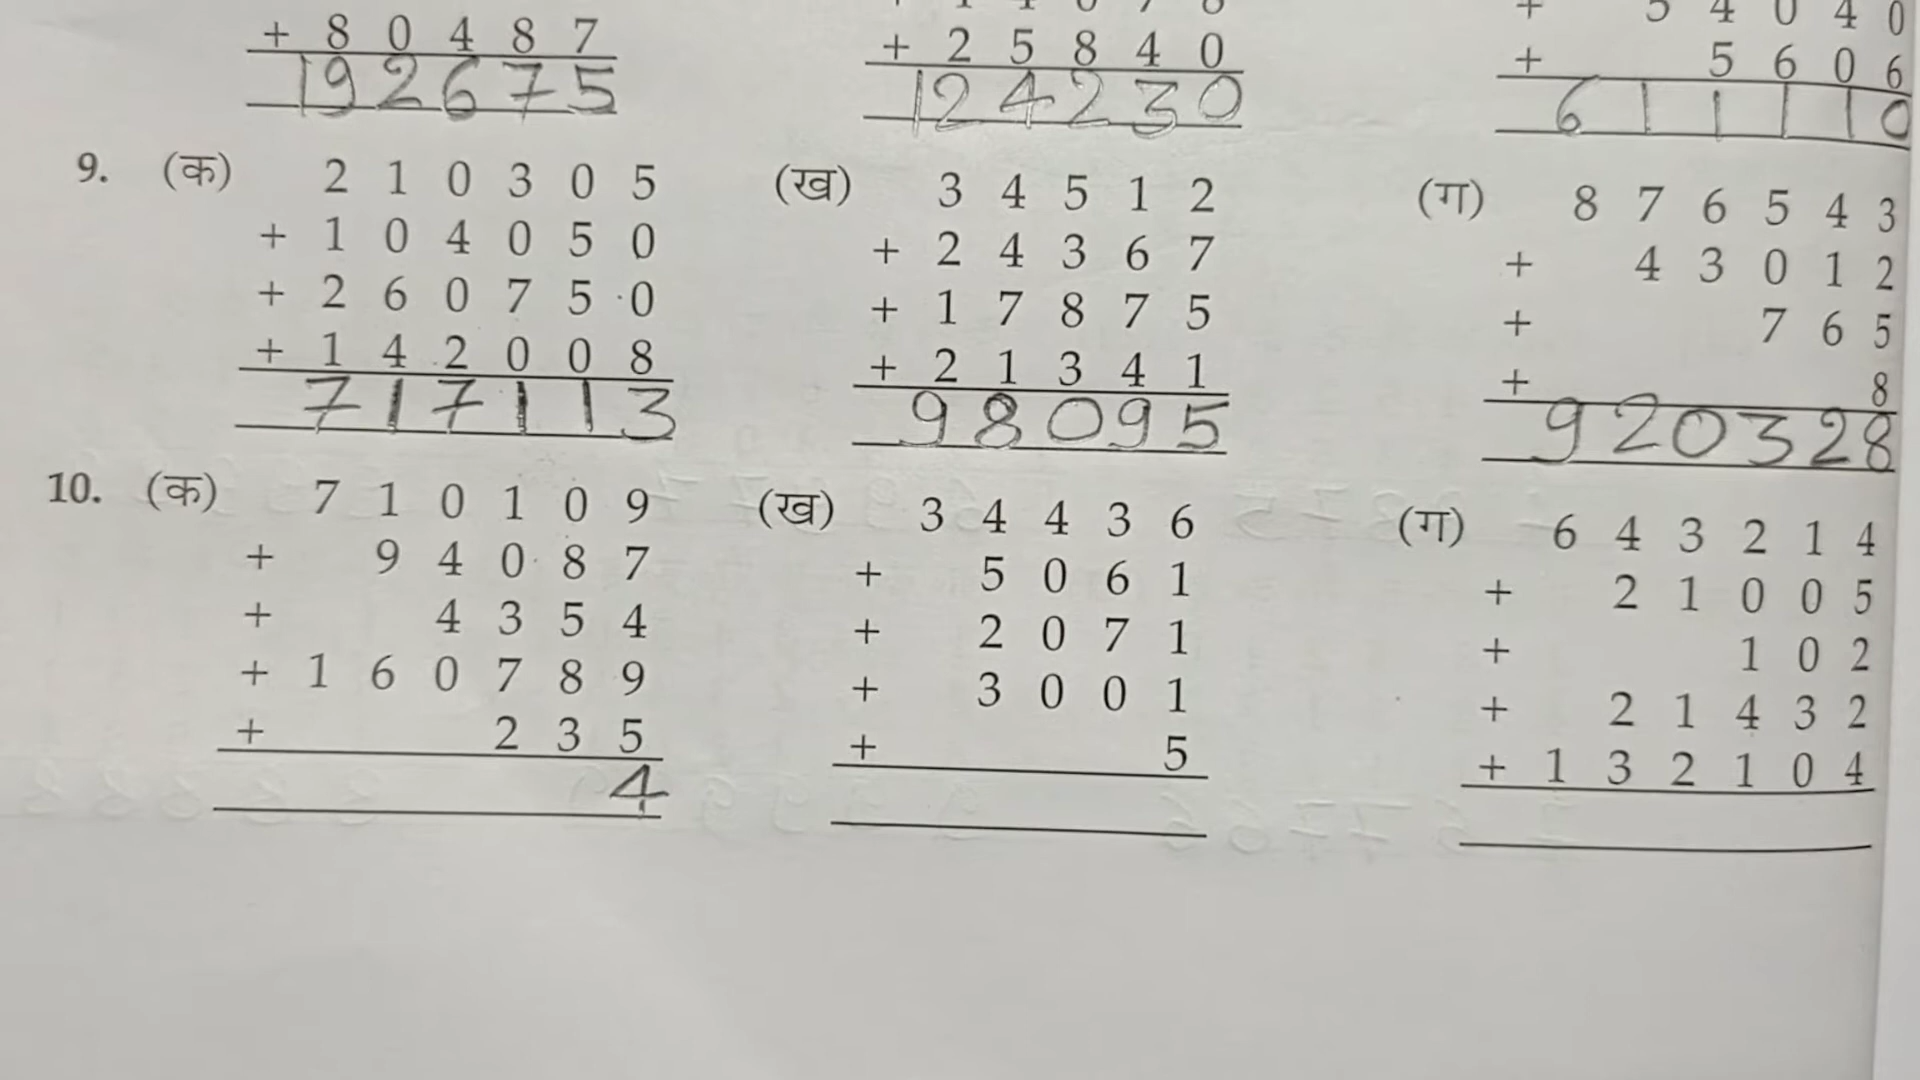 + 8 0 4 8 7
192675
+ 2 5 8 4 0
124230
+ 5 4 0 4 0
+ 5 6 0 6
611110
9. (क) 2 1 0 3 0 5
+ 1 0 4 0 5 0
+ 2 6 0 7 5 0
+ 1 4 2 0 0 8
717113
(ख) 3 4 5 1 2
+ 2 4 3 6 7
+ 1 7 8 7 5
+ 2 1 3 4 1
98095
(ग) 8 7 6 5 4 3
+ 4 3 0 1 2
+ 7 6 5
+ 8
920328
10. (क) 7 1 0 1 0 9
+ 9 4 0 8 7
+ 4 3 5 4
+ 1 6 0 7 8 9
+ 2 3 5
4
(ख) 3 4 4 3 6
+ 5 0 6 1
+ 2 0 7 1
+ 3 0 0 1
+ 5
(ग) 6 4 3 2 1 4
+ 2 1 0 0 5
+ 1 0 2
+ 2 1 4 3 2
+ 1 3 2 1 0 4